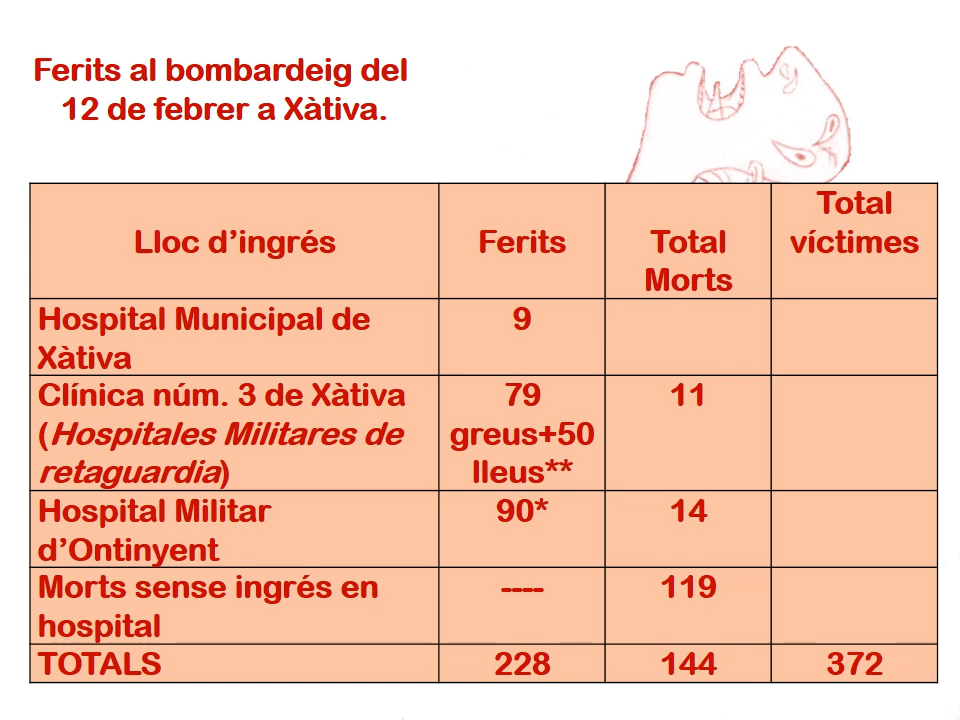 Ferits al bombardeig del
12 de febrer a Xàtiva.
Lloc d’ingrés
Ferits
Total
Morts
Total
víctimes
Hospital Municipal de
Xàtiva
9
Clínica núm. 3 de Xàtiva
(Hospitales Militares de
retaguardia)
79
greus+50
lleus**
11
Hospital Militar
d’Ontinyent
90*
14
Morts sense ingrés en
hospital
----
119
TOTALS
228
144
372